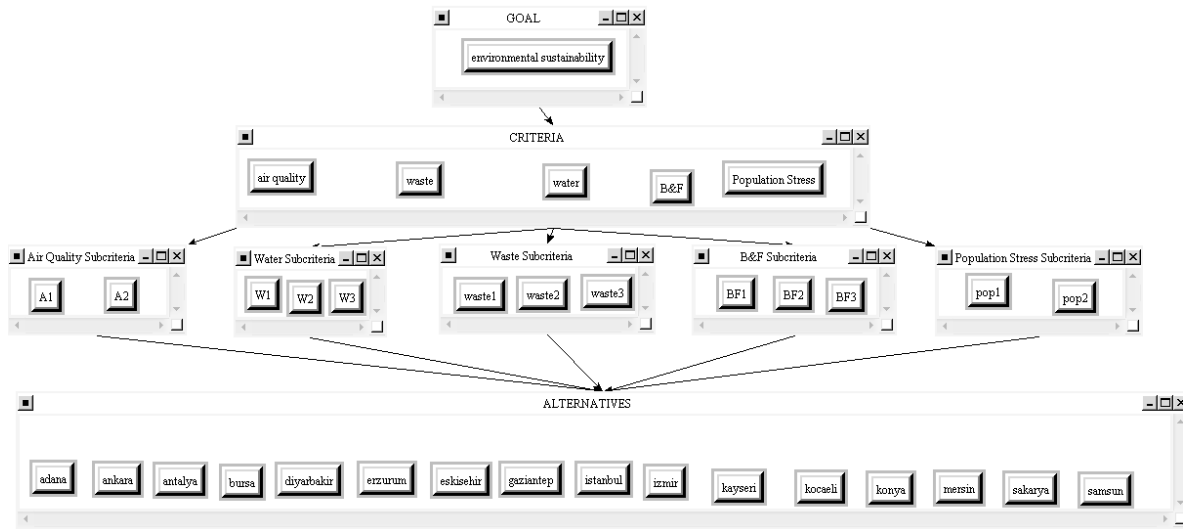 GOAL
environmental sustainability
CRITERIA
air quality
waste
water
B&F
Population Stress
Air Quality Subcriteria
A1
A2
Water Subcriteria
W1
W2
W3
Waste Subcriteria
waste1
waste2
waste3
B&F Subcriteria
BF1
BF2
BF3
Population Stress Subcriteria
pop1
pop2
ALTERNATIVES
adana
ankara
antalya
bursa
diyarbakir
erzurum
eskisehir
gaziantep
istanbul
izmir
kayseri
kocaeli
konya
mersin
sakarya
samsun